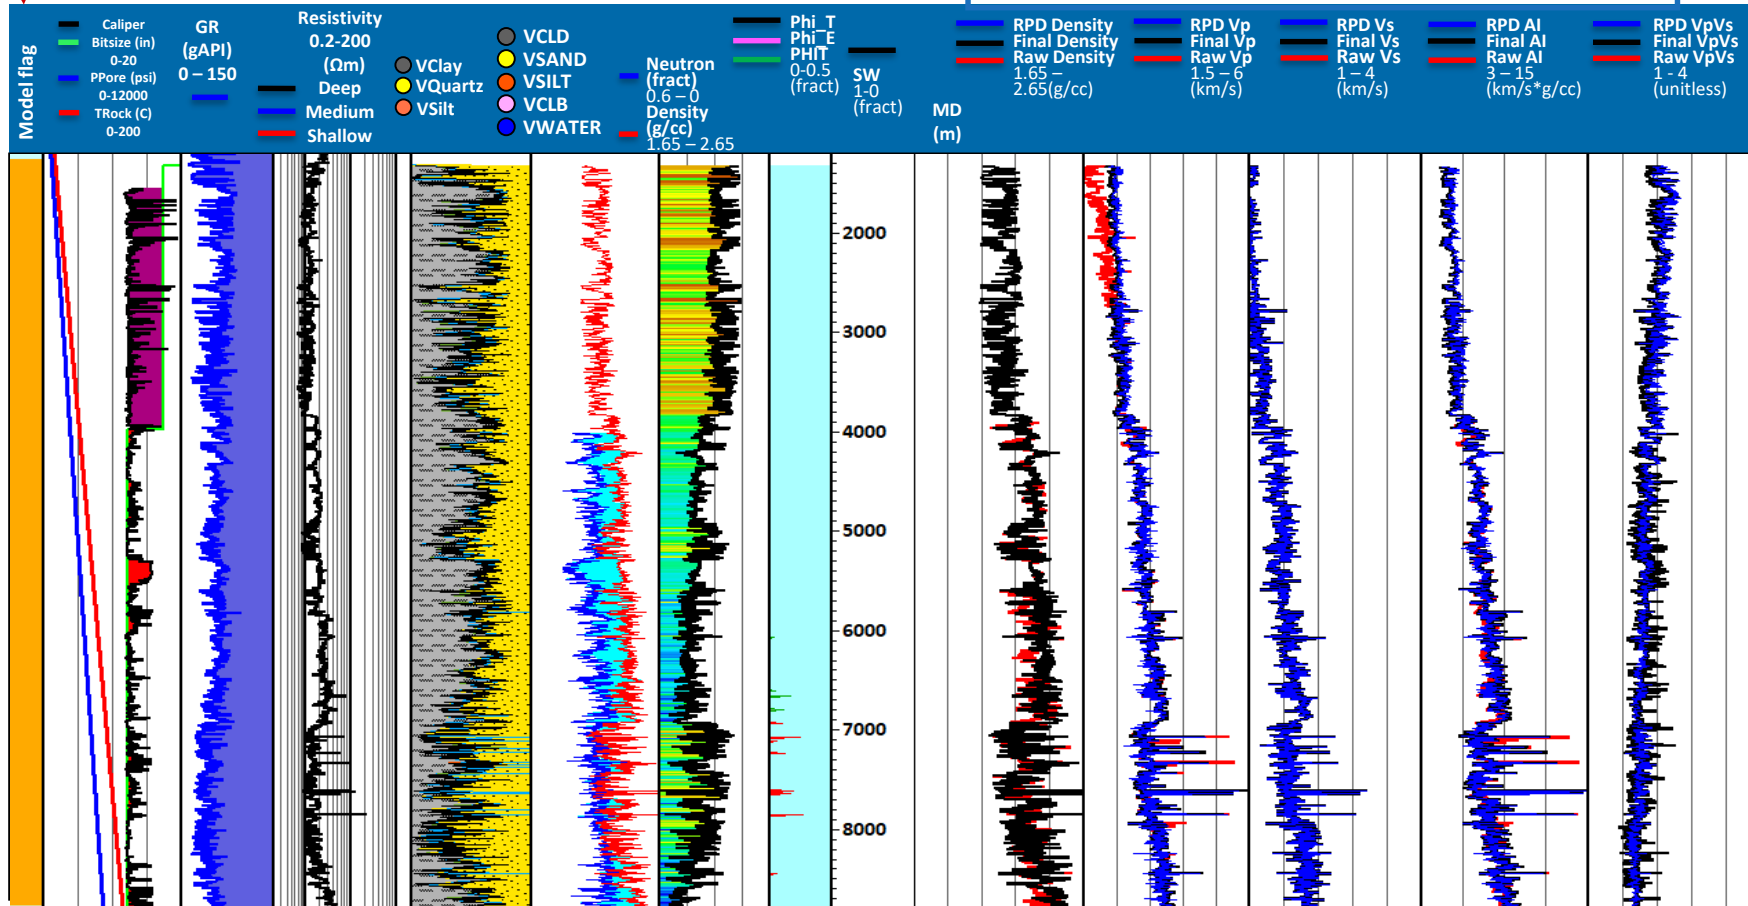 Model flag
Caliper
Bitsize (in)
0-20
PPore (psi)
0-12000
TRock (C)
0-200
GR
(gAPI)
0 – 150
Resistivity
0.2-200
(Ωm)
Deep
Medium
Shallow
VClay
VQuartz
VSilt
VCLD
VSAND
VSILT
VCLB
VWATER
Neutron
(fract)
0.6 – 0
Density
(g/cc)
1.65 – 2.65
Phi_T
Phi_E
PHIT
0-0.5
(fract)
SW
1-0
(fract)
MD
(m)
RPD Density
Final Density
Raw Density
1.65 –
2.65(g/cc)
RPD Vp
Final Vp
Raw Vp
1.5 – 6
(km/s)
RPD Vs
Final Vs
Raw Vs
1 – 4
(km/s)
RPD AI
Final AI
Raw AI
3 – 15
(km/s*g/cc)
RPD VpVs
Final VpVs
Raw VpVs
1 - 4
(unitless)
2000
3000
4000
5000
6000
7000
8000